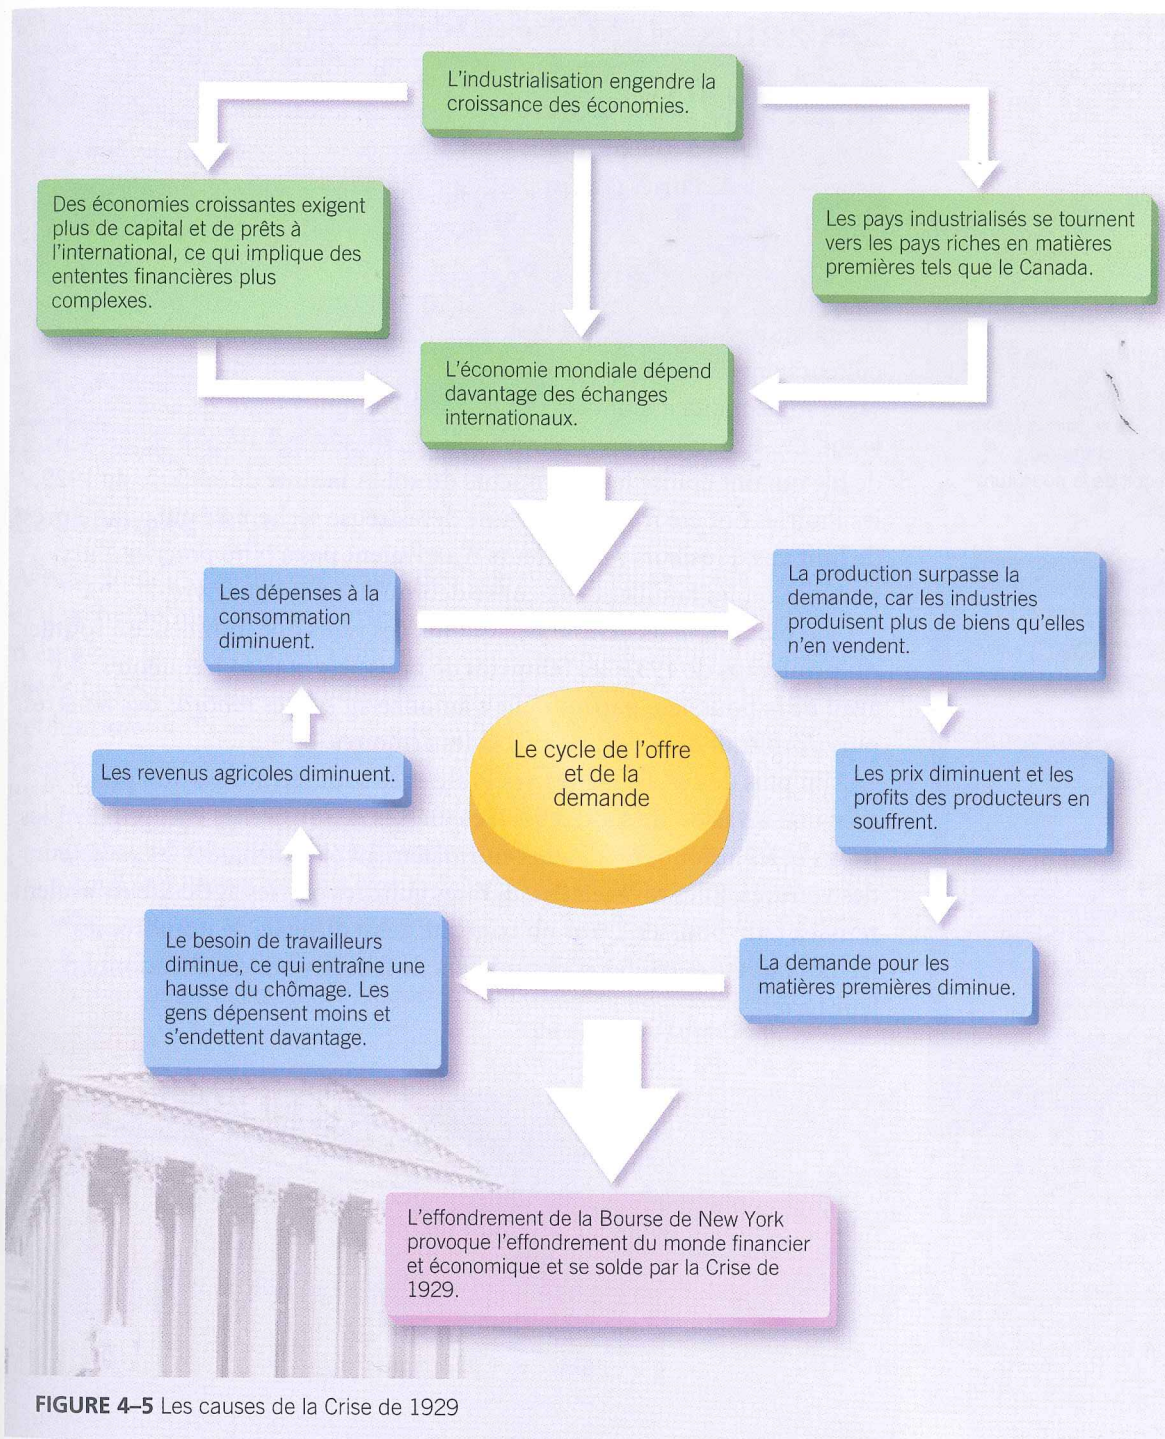 L'industrialisation engendre la
croissance des économies.
Des économies croissantes exigent
plus de capital et de prêts à
l'international, ce qui implique des
ententes financières plus
complexes.
Les pays industrialisés se tournent
vers les pays riches en matières
premières tels que le Canada.
L'économie mondiale dépend
davantage des échanges
internationaux.
Les dépenses à la
consommation
diminuent.
La production surpasse la
demande, car les industries
produisent plus de biens qu'elles
n'en vendent.
Le cycle de l'offre
et de la
demande
Les revenus agricoles diminuent.
Les prix diminuent et les
profits des producteurs en
souffrent.
Le besoin de travailleurs
diminue, ce qui entraîne une
hausse du chômage. Les
gens dépensent moins et
s'endettent davantage.
La demande pour les
matières premières diminue.
L'effondrement de la Bourse de New York
provoque l'effondrement du monde financier
et économique et se solde par la Crise de
1929.
FIGURE 4–5 Les causes de la Crise de 1929